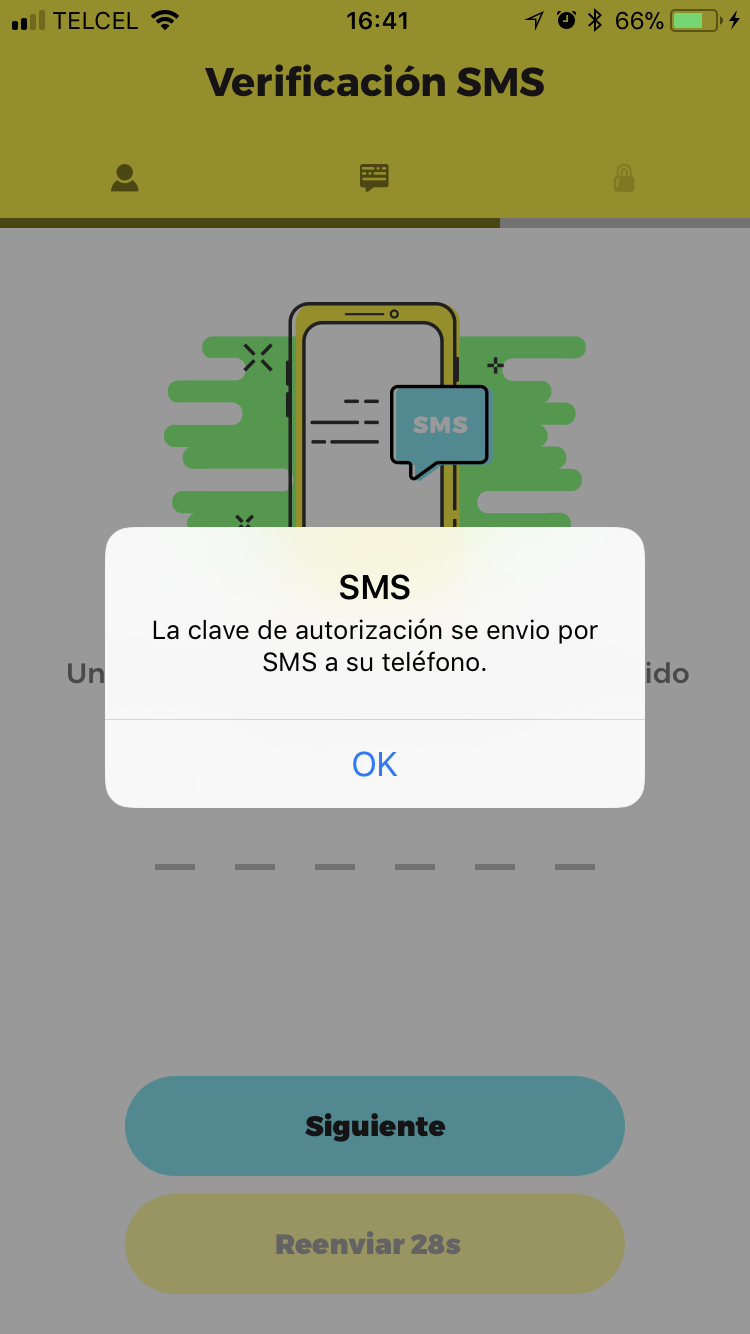 TELCEL 16:41 66%
Verificación SMS
SMS
SMS
La clave de autorización se envio por
SMS a su teléfono.
Un ido
OK
Siguiente
Reenviar 28s